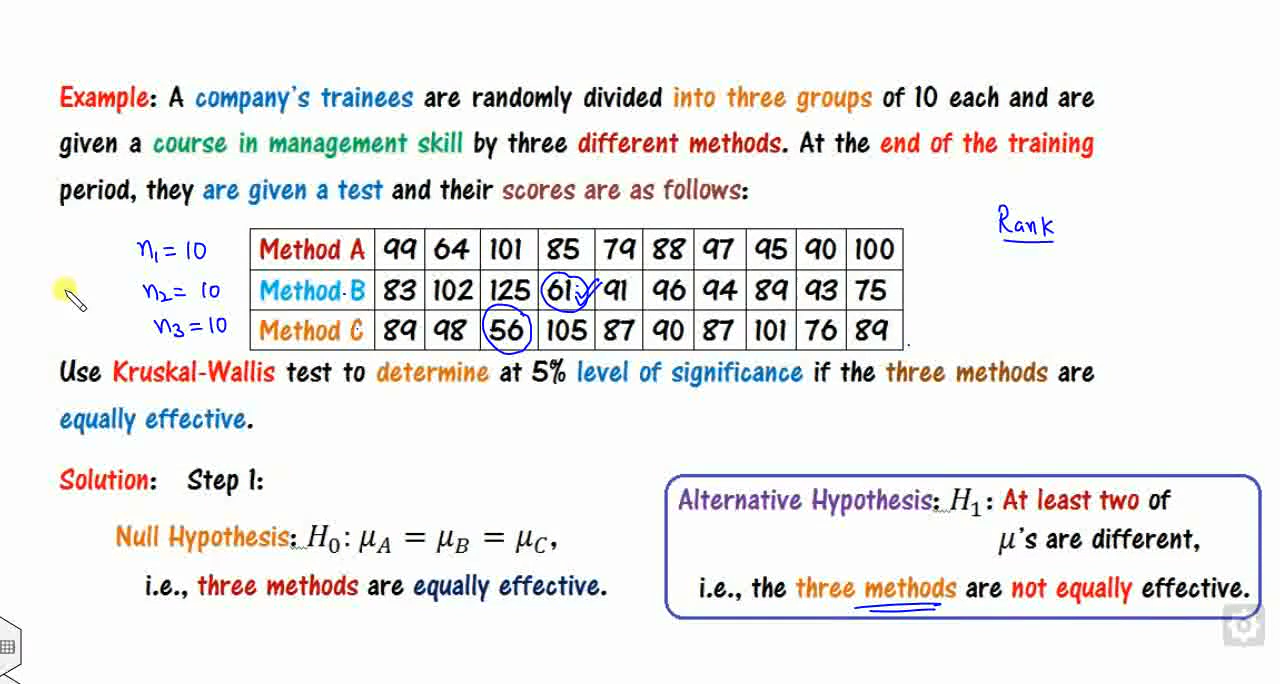 Example: A company's trainees are randomly divided into three groups of 10 each and are
given a course in management skill by three different methods. At the end of the training
period, they are given a test and their scores are as follows:
Rank
n₁ = 10 Method A 99 64 101 85 79 88 97 95 90 100
n₂ = 10 Method B 83 102 125 61 91 96 94 89 93 75
n₃ = 10 Method C 89 98 56 105 87 90 87 101 76 89
Use Kruskal-Wallis test to determine at 5% level of significance if the three methods are
equally effective.
Solution: Step 1:
Null Hypothesis: H₀: μ_A = μ_B = μ_C,
i.e., three methods are equally effective.
Alternative Hypothesis: H₁: At least two of
μ's are different,
i.e., the three methods are not equally effective.